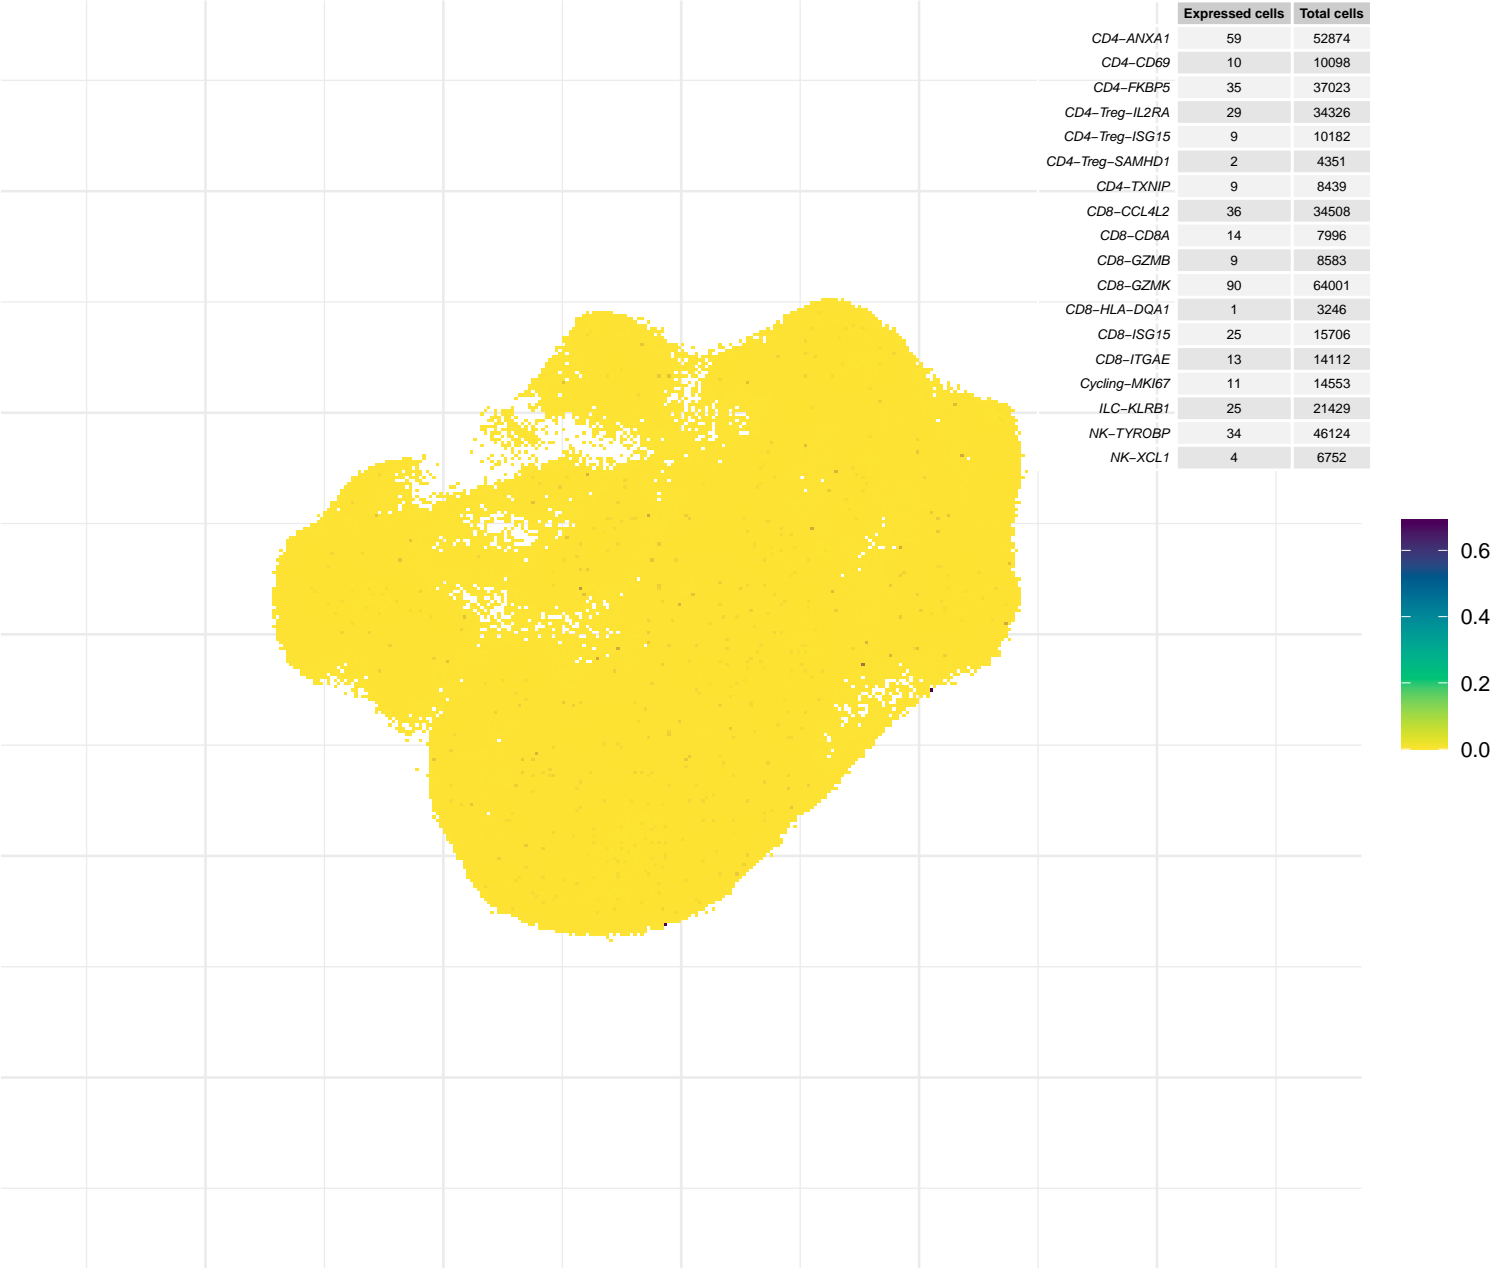 Expressed cells Total cells
CD4−ANXA1 59 52874
CD4−CD69 10 10098
CD4−FKBP5 35 37023
CD4−Treg−IL2RA 29 34326
CD4−Treg−ISG15 9 10182
CD4−Treg−SAMHD1 2 4351
CD4−TXNIP 9 8439
CD8−CCL4L2 36 34508
CD8−CD8A 14 7996
CD8−GZMB 9 8583
CD8−GZMK 90 64001
CD8−HLA−DQA1 1 3246
CD8−ISG15 25 15706
CD8−ITGAE 13 14112
Cycling−MKI67 11 14553
ILC−KLRB1 25 21429
NK−TYROBP 34 46124
NK−XCL1 4 6752
0.6
0.4
0.2
0.0